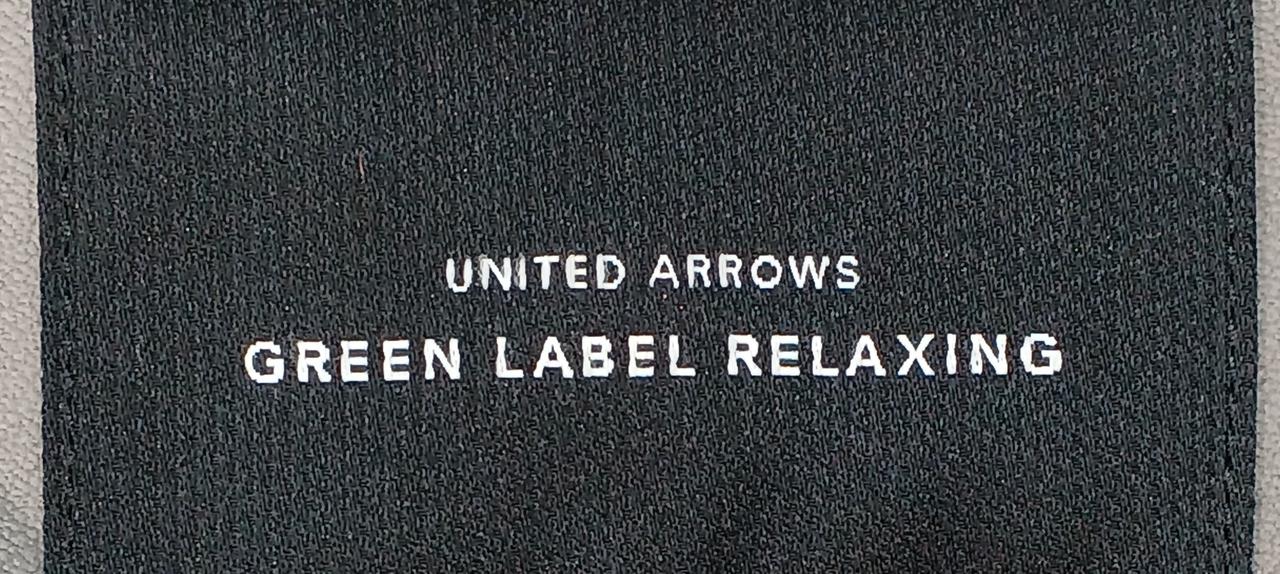 UNITED ARROWS
GREEN LABEL RELAXING